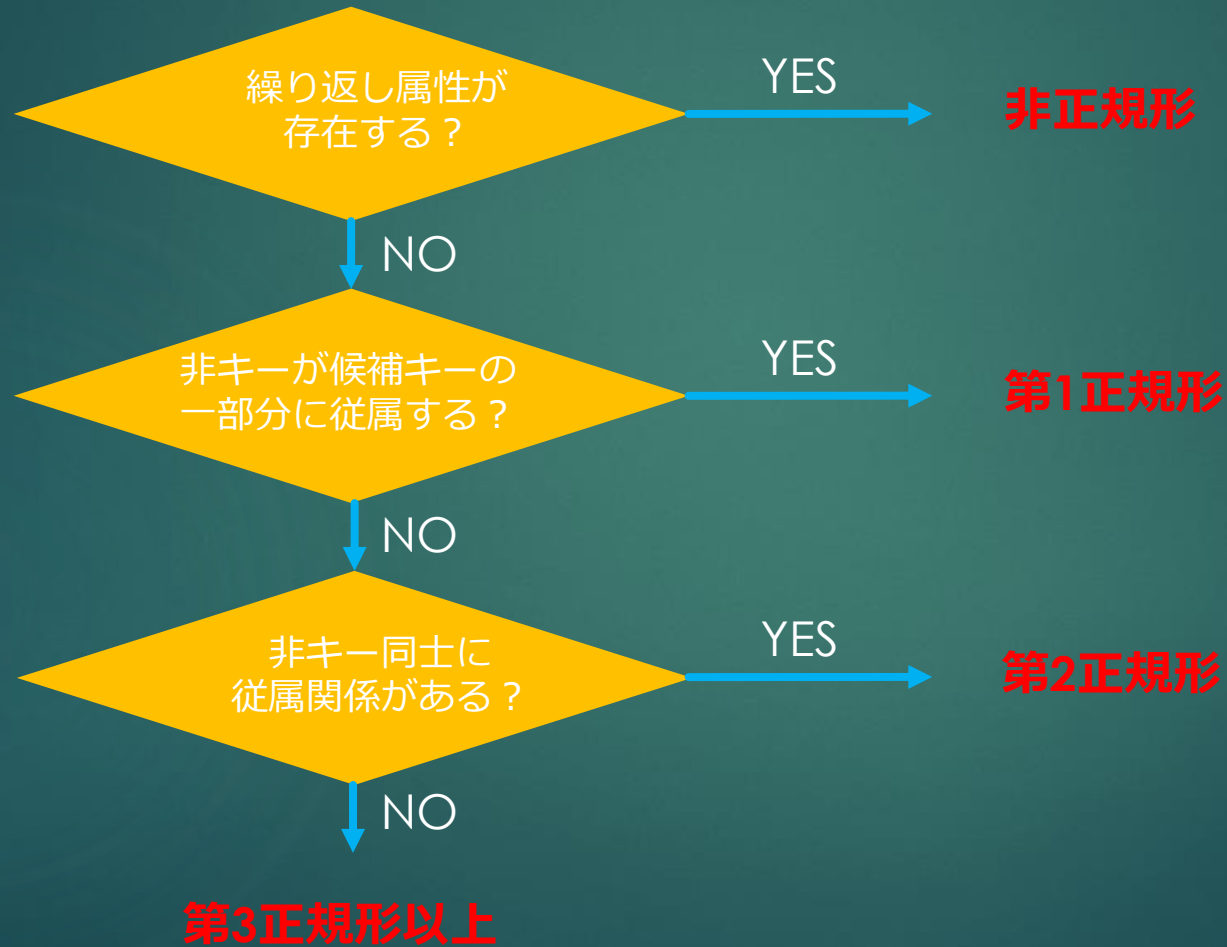 繰り返し属性が
存在する？
YES
非正規形
NO
非キーが候補キーの
一部分に従属する？
YES
第1正規形
NO
非キー同士に
従属関係がある？
YES
第2正規形
NO
第3正規形以上